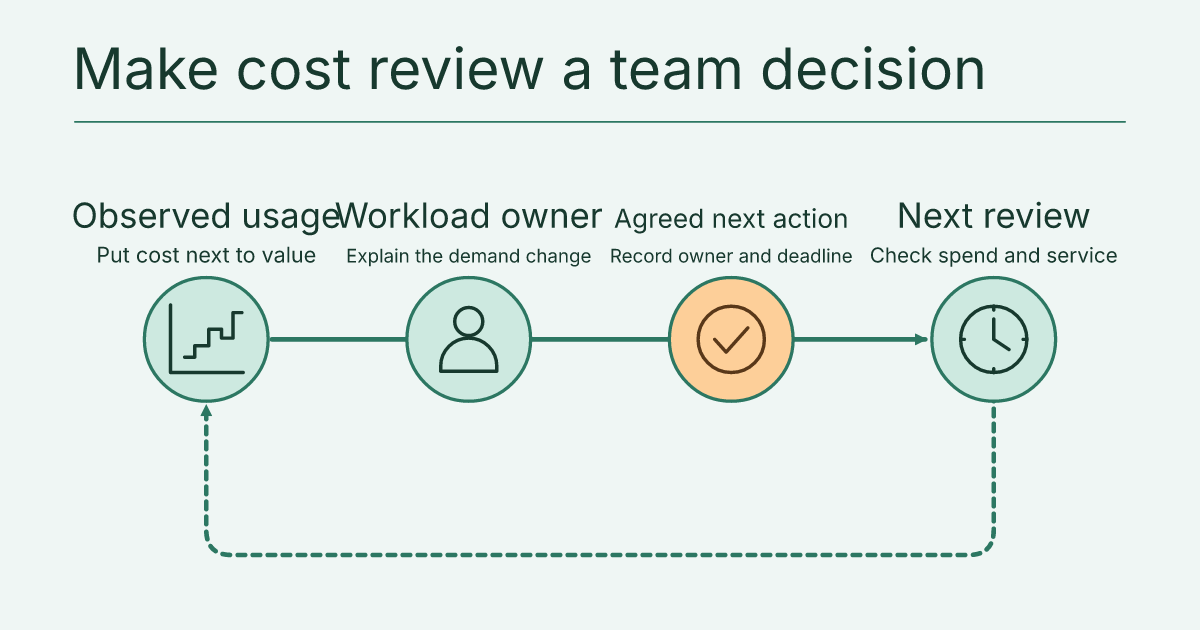 Make cost review a team decision
Observed usage
Put cost next to value
Workload owner
Explain the demand change
Agreed next action
Record owner and deadline
Next review
Check spend and service